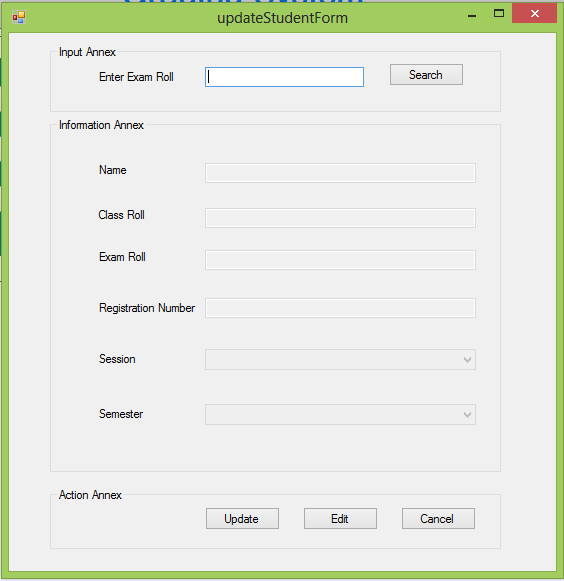 updateStudentForm
Input Annex
Enter Exam Roll Search
Information Annex
Name
Class Roll
Exam Roll
Registration Number
Session
Semester
Action Annex
Update Edit Cancel